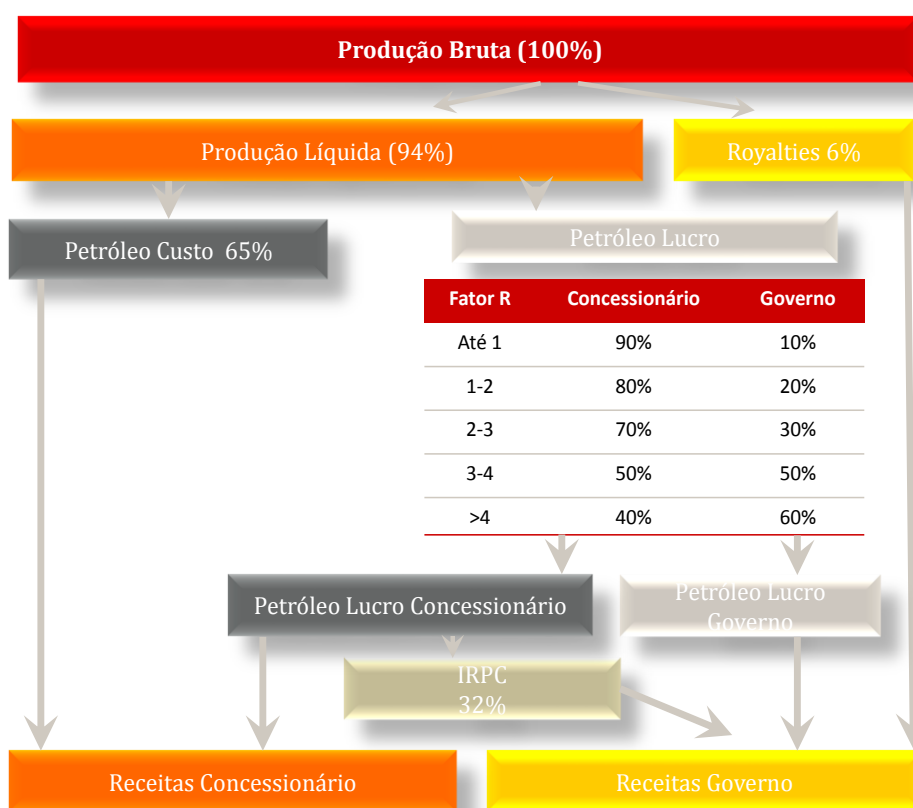 Produção Bruta (100%)
Produção Líquida (94%)
Royalties 6%
Petróleo Custo 65%
Petróleo Lucro
Fator R Concessionário Governo
Até 1 90% 10%
1-2 80% 20%
2-3 70% 30%
3-4 50% 50%
>4 40% 60%
Petróleo Lucro Concessionário
Petróleo Lucro
Governo
IRPC
32%
Receitas Concessionário
Receitas Governo